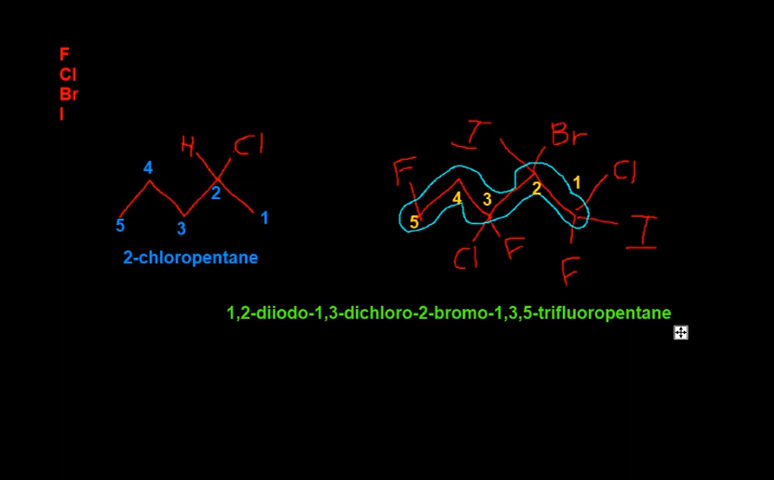 F
Cl
Br
I
H Cl
4
2
5 3 1
2-chloropentane
I Br
F Cl
1
2
3
4
5
I
Cl F
F
1,2-diiodo-1,3-dichloro-2-bromo-1,3,5-trifluoropentane